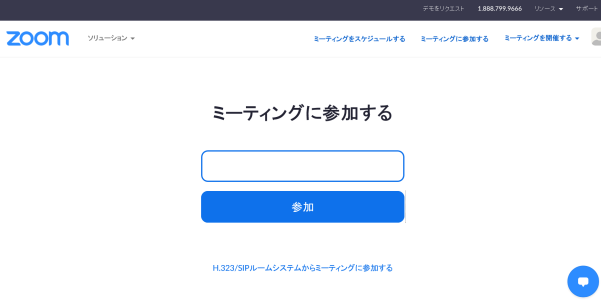 デモをリクエスト 1.888.799.9666 リソース サポート
zoom ソリューション ミーティングをスケジュールする ミーティングに参加する ミーティングを開催する
ミーティングに参加する
参加
H.323/SIPルームシステムからミーティングに参加する